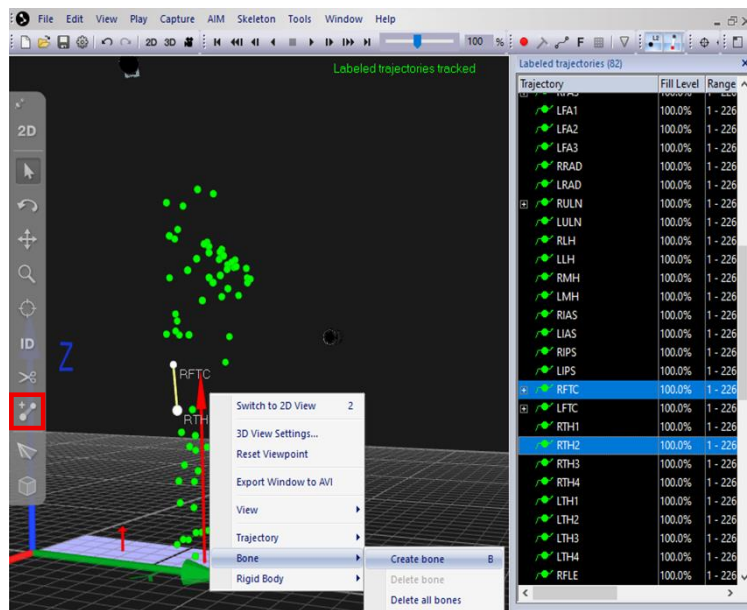 File Edit View Play Capture AIM Skeleton Tools Window Help
2D 3D 100 % F L2
Labeled trajectories tracked
Labeled trajectories (82)
Trajectory Fill Level Range
LFA1 100.0% 1 - 226
LFA2 100.0% 1 - 226
LFA3 100.0% 1 - 226
RRAD 100.0% 1 - 226
LRAD 100.0% 1 - 226
RULN 100.0% 1 - 226
LULN 100.0% 1 - 226
RLH 100.0% 1 - 226
LLH 100.0% 1 - 226
RMH 100.0% 1 - 226
LMH 100.0% 1 - 226
RIAS 100.0% 1 - 226
LIAS 100.0% 1 - 226
RIPS 100.0% 1 - 226
LIPS 100.0% 1 - 226
RFTC 100.0% 1 - 226
LFTC 100.0% 1 - 226
RTH1 100.0% 1 - 226
RTH2 100.0% 1 - 226
RTH3 100.0% 1 - 226
RTH4 100.0% 1 - 226
LTH1 100.0% 1 - 226
LTH2 100.0% 1 - 226
LTH3 100.0% 1 - 226
LTH4 100.0% 1 - 226
RFLE 100.0% 1 - 226
2D
ID
Z
RFTC
RTH
Switch to 2D View 2
3D View Settings...
Reset Viewpoint
Export Window to AVI
View
Trajectory
Bone
Rigid Body
Create bone B
Delete bone
Delete all bones